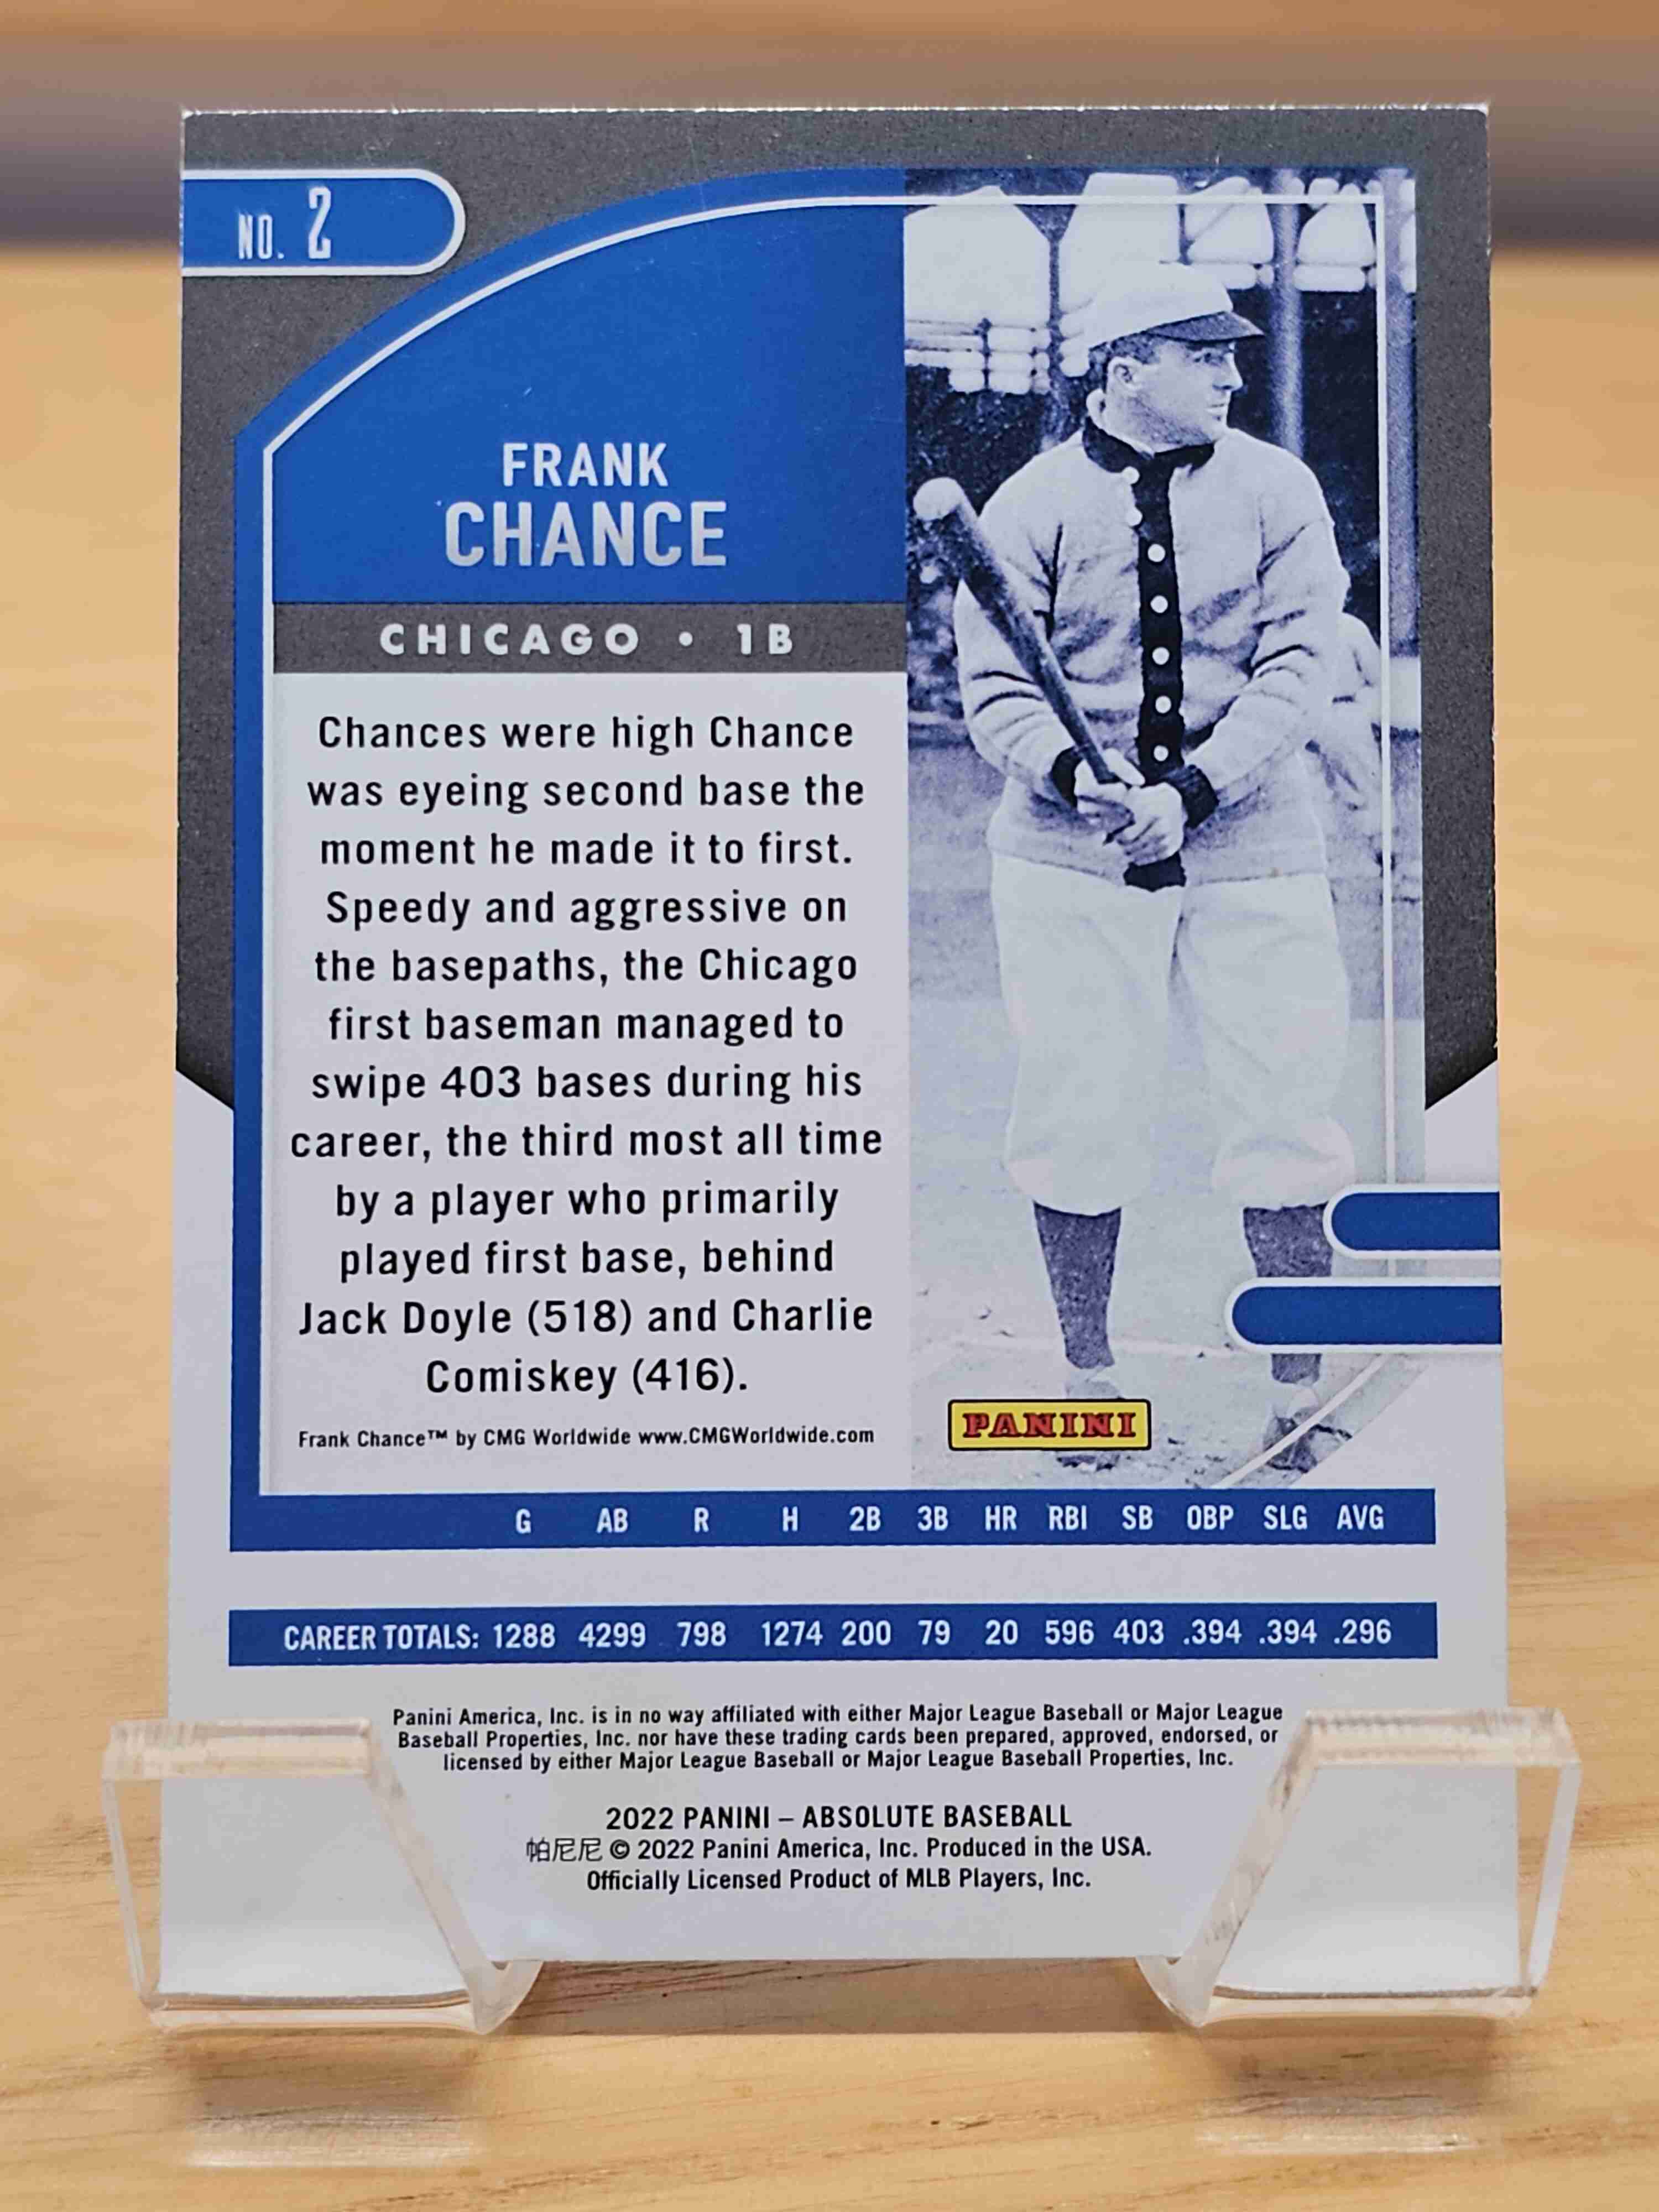 NO. 2
FRANK
CHANCE
CHICAGO • 1B
Chances were high Chance
was eyeing second base the
moment he made it to first.
Speedy and aggressive on
the basepaths, the Chicago
first baseman managed to
swipe 403 bases during his
career, the third most all time
by a player who primarily
played first base, behind
Jack Doyle (518) and Charlie
Comiskey (416).
Frank Chance™ by CMG Worldwide www.CMGWorldwide.com
PANINI
G AB R H 2B 3B HR RBI SB OBP SLG AVG
CAREER TOTALS: 1288 4299 798 1274 200 79 20 596 403 .394 .394 .296
Panini America, Inc. is in no way affiliated with either Major League Baseball or Major League
Baseball Properties, Inc. nor have these trading cards been prepared, approved, endorsed, or
licensed by either Major League Baseball or Major League Baseball Properties, Inc.
2022 PANINI – ABSOLUTE BASEBALL
帕尼尼 © 2022 Panini America, Inc. Produced in the USA.
Officially Licensed Product of MLB Players, Inc.